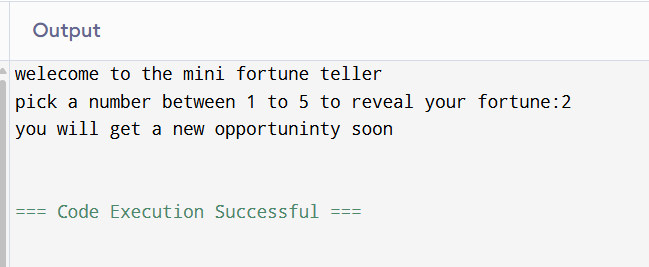 Output
welecome to the mini fortune teller
pick a number between 1 to 5 to reveal your fortune:2
you will get a new opportuninty soon
=== Code Execution Successful ===